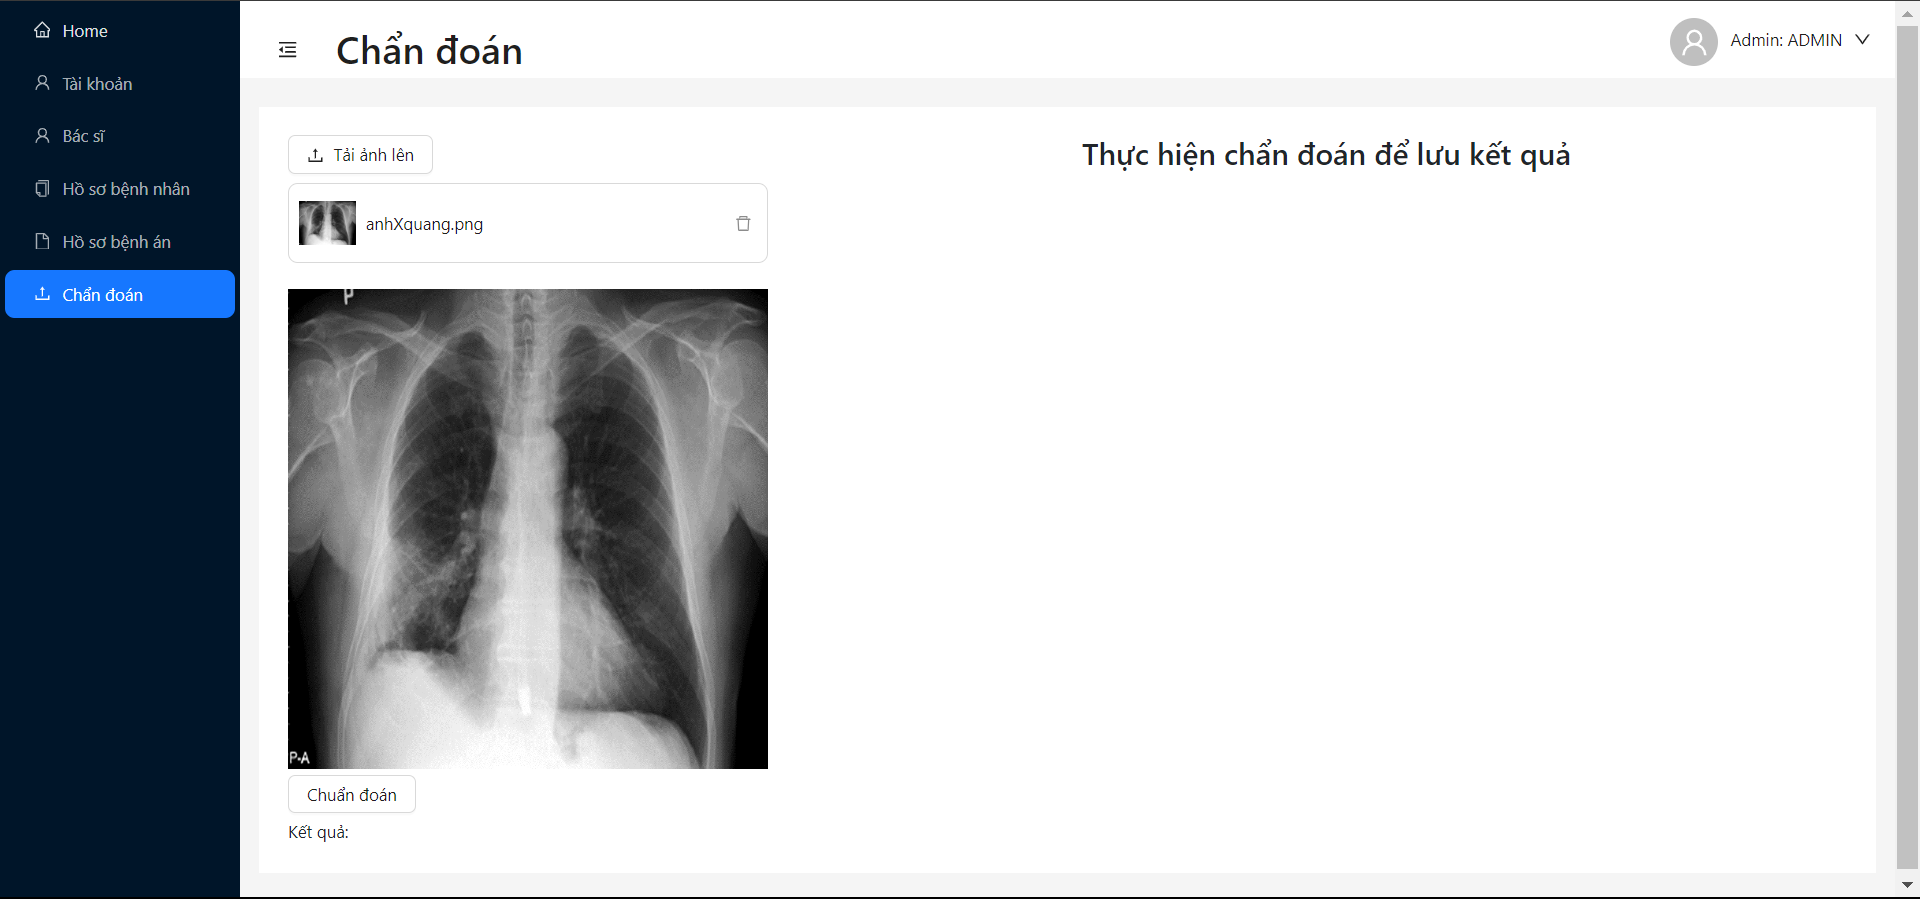 Home
Tài khoản
Bác sĩ
Hồ sơ bệnh nhân
Hồ sơ bệnh án
Chẩn đoán
Chẩn đoán
Admin: ADMIN
Tải ảnh lên
anhXquang.png
P
P-A
Chuẩn đoán
Kết quả:
Thực hiện chẩn đoán để lưu kết quả